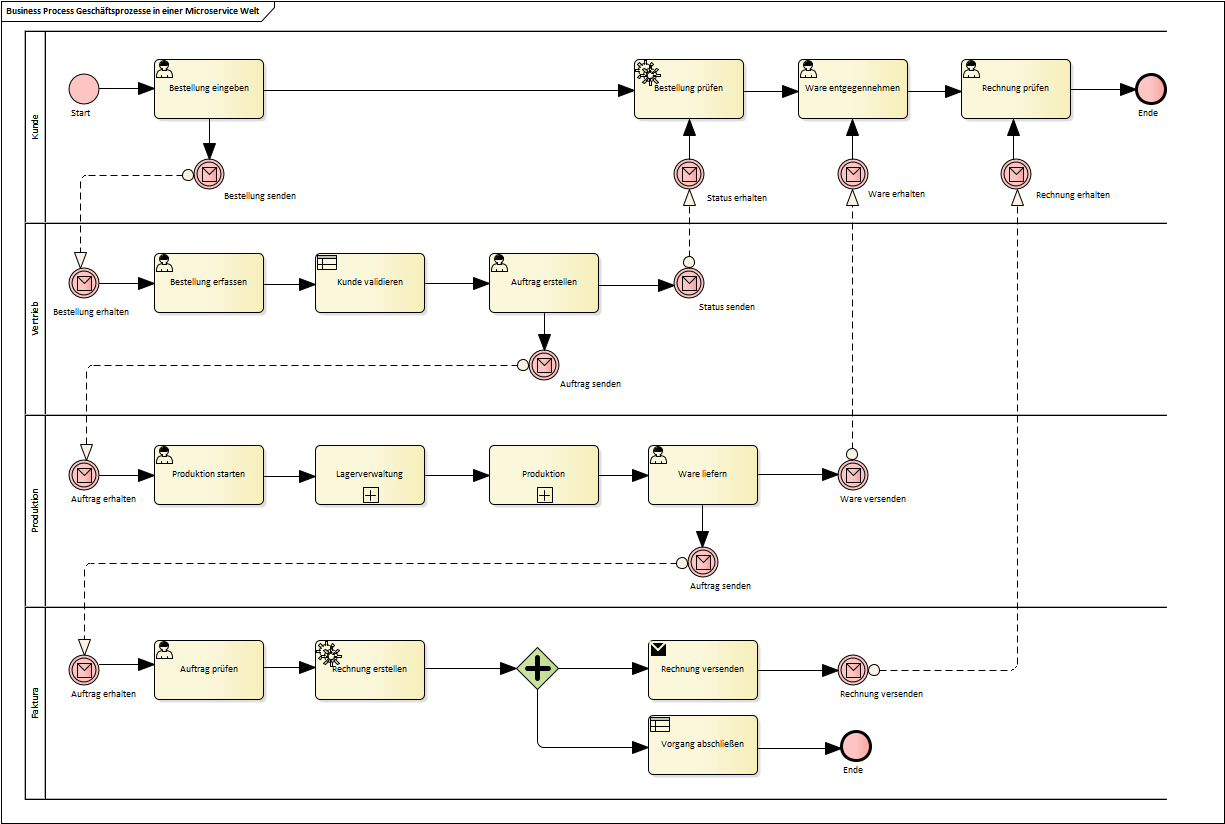 Business Process Geschäftsprozesse in einer Microservice Welt
Kunde
Start
Bestellung eingeben
Bestellung prüfen
Ware entgegennehmen
Rechnung prüfen
Ende
Bestellung senden
Status erhalten
Ware erhalten
Rechnung erhalten
Vertrieb
Bestellung erhalten
Bestellung erfassen
Kunde validieren
Auftrag erstellen
Status senden
Auftrag senden
Produktion
Auftrag erhalten
Produktion starten
Lagerverwaltung
Produktion
Ware liefern
Ware versenden
Auftrag senden
Faktura
Auftrag erhalten
Auftrag prüfen
Rechnung erstellen
Rechnung versenden
Rechnung versenden
Vorgang abschließen
Ende